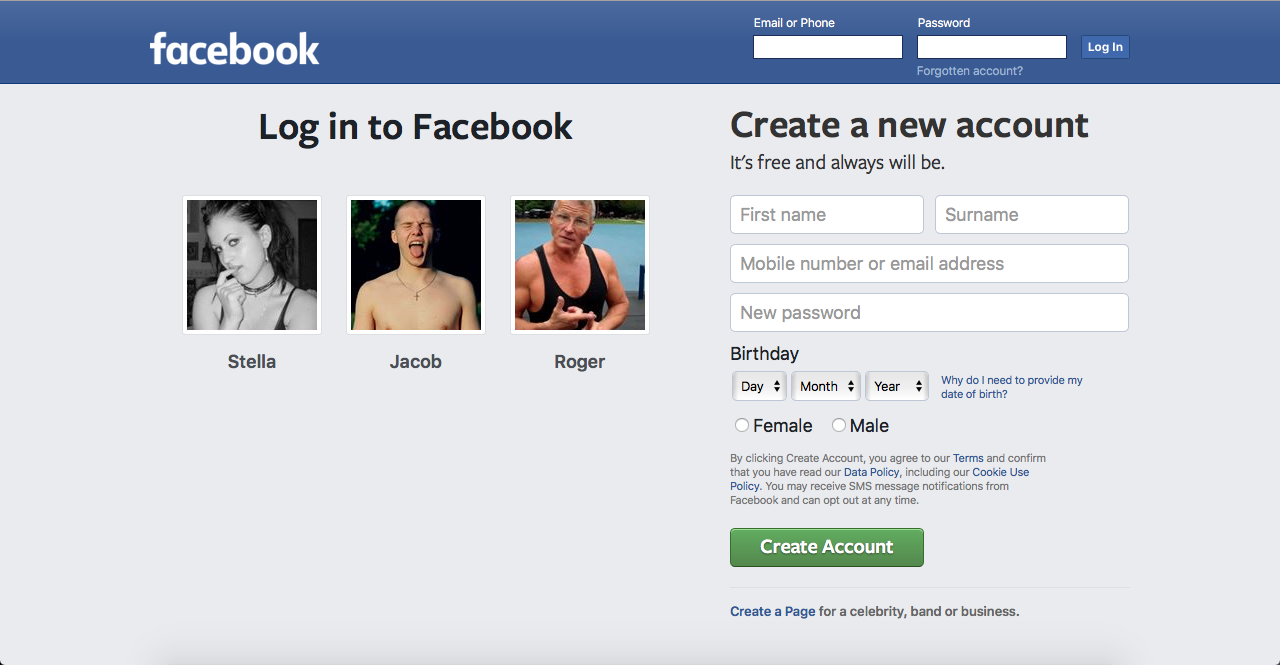 facebook
Email or Phone
Password
Log In
Forgotten account?
Log in to Facebook
Stella
Jacob
Roger
Create a new account
It's free and always will be.
First name
Surname
Mobile number or email address
New password
Birthday
Day
Month
Year
Why do I need to provide my
date of birth?
Female
Male
By clicking Create Account, you agree to our Terms and confirm
that you have read our Data Policy, including our Cookie Use
Policy. You may receive SMS message notifications from
Facebook and can opt out at any time.
Create Account
Create a Page for a celebrity, band or business.